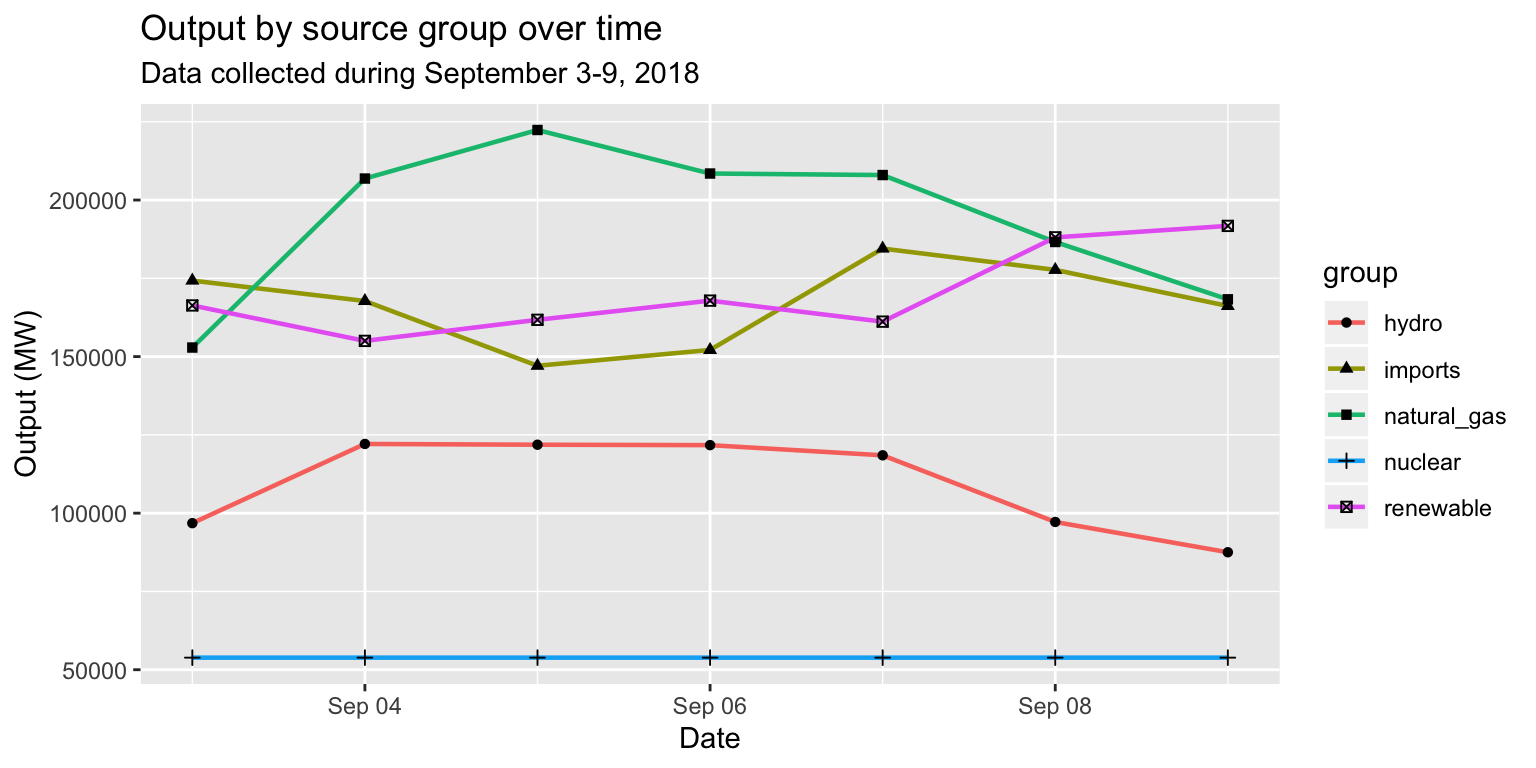 Output by source group over time
Data collected during September 3-9, 2018
Output (MW)
200000
150000
100000
50000
Sep 04
Sep 06
Sep 08
Date
group
hydro
imports
natural_gas
nuclear
renewable